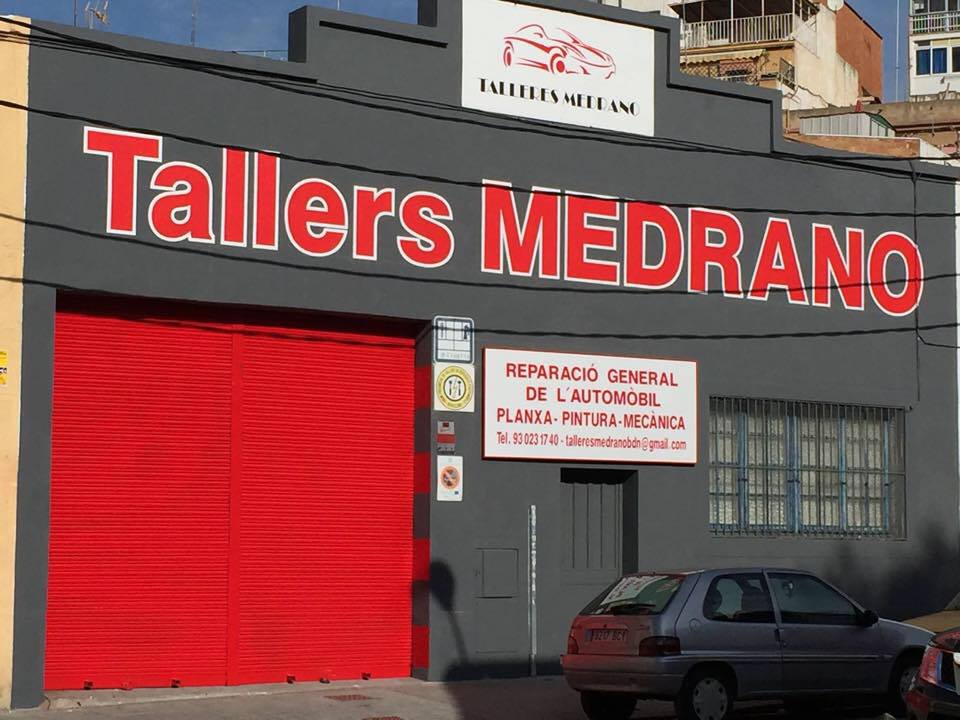 TALLERES MEDRANO
Tallers MEDRANO
REPARACIÓ GENERAL
DE L´AUTOMÒBIL
PLANXA - PINTURA - MECÀNICA
Tel. 93 023 17 40 - talleresmedranobdn@gmail.com